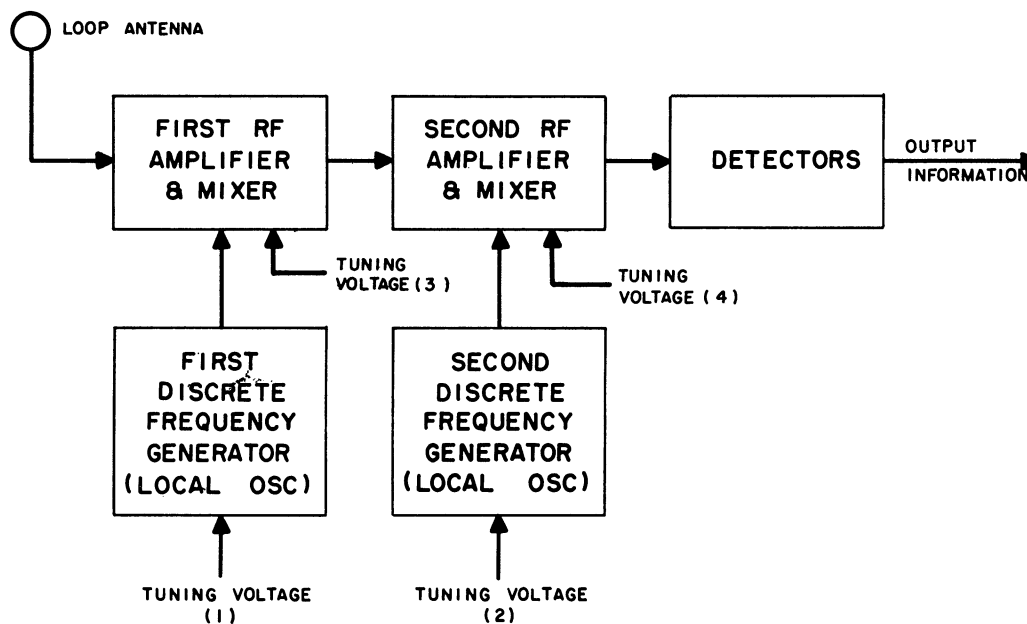 LOOP ANTENNA
FIRST RF
AMPLIFIER
& MIXER
SECOND RF
AMPLIFIER
& MIXER
DETECTORS
OUTPUT
INFORMATION
TUNING
VOLTAGE (3)
TUNING
VOLTAGE (4)
FIRST
DISCRETE
FREQUENCY
GENERATOR
(LOCAL OSC)
SECOND
DISCRETE
FREQUENCY
GENERATOR
(LOCAL OSC)
TUNING VOLTAGE
(1)
TUNING VOLTAGE
(2)